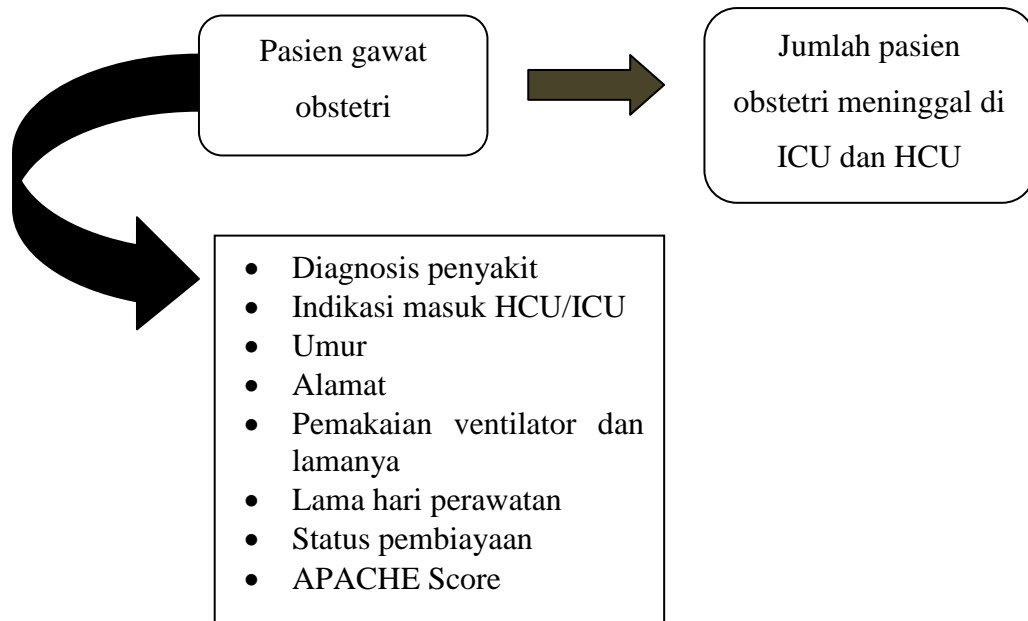 Pasien gawat
obstetri
Jumlah pasien
obstetri meninggal di
ICU dan HCU
• Diagnosis penyakit
• Indikasi masuk HCU/ICU
• Umur
• Alamat
• Pemakaian ventilator dan
lamanya
• Lama hari perawatan
• Status pembiayaan
• APACHE Score